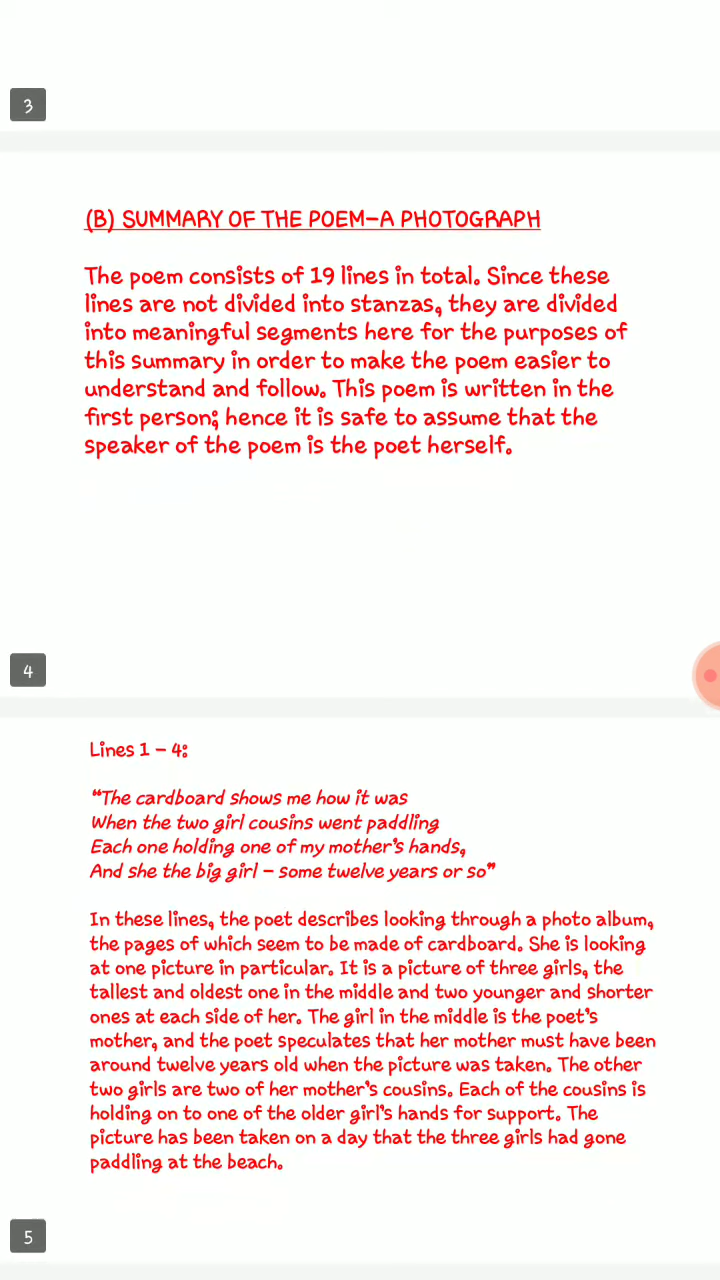 3
(B) SUMMARY OF THE POEM-A PHOTOGRAPH
The poem consists of 19 lines in total. Since these
lines are not divided into stanzas, they are divided
into meaningful segments here for the purposes of
this summary in order to make the poem easier to
understand and follow. This poem is written in the
first person; hence it is safe to assume that the
speaker of the poem is the poet herself.
4
Lines 1 - 4:
"The cardboard shows me how it was
When the two girl cousins went paddling
Each one holding one of my mother's hands,
And she the big girl - some twelve years or so"
In these lines, the poet describes looking through a photo album,
the pages of which seem to be made of cardboard. She is looking
at one picture in particular. It is a picture of three girls, the
tallest and oldest one in the middle and two younger and shorter
ones at each side of her. The girl in the middle is the poet's
mother, and the poet speculates that her mother must have been
around twelve years old when the picture was taken. The other
two girls are two of her mother's cousins. Each of the cousins is
holding on to one of the older girl's hands for support. The
picture has been taken on a day that the three girls had gone
paddling at the beach.
5